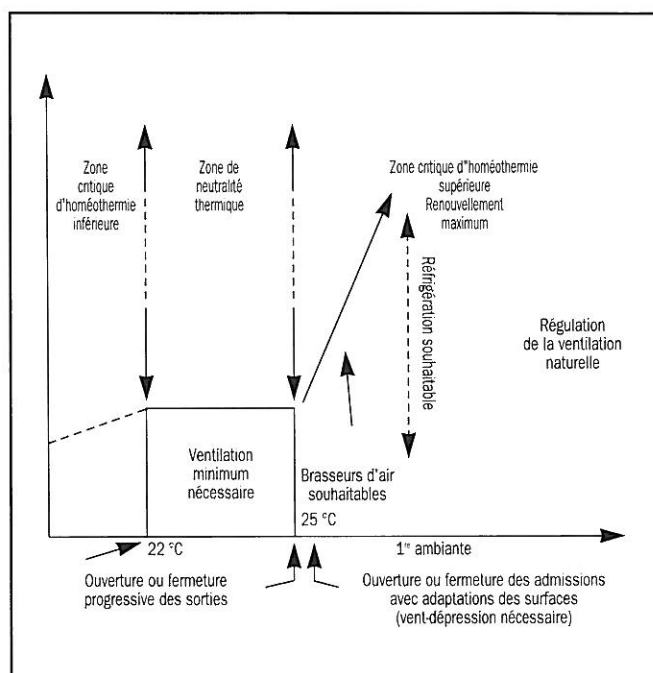 Zone
critique
d'homéothermie
inférieure
Zone de
neutralité
thermique
Zone critique d'homéothermie
supérieure
Renouvellement
maximum
Réfrigération souhaitable
Régulation
de la ventilation
naturelle
Ventilation
minimum
nécessaire
Brasseurs d'air
souhaitables
25 °C
22 °C
1re ambiante
Ouverture ou fermeture
progressive des sorties
Ouverture ou fermeture des admissions
avec adaptations des surfaces
(vent-dépression nécessaire)